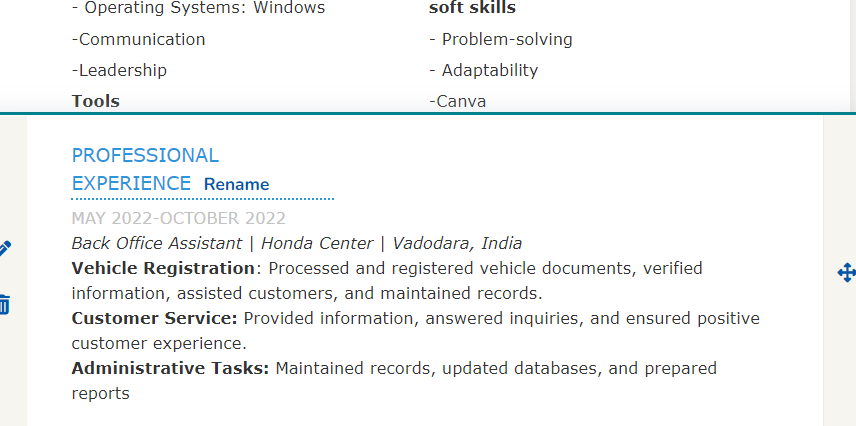 - Operating Systems: Windows
-Communication
-Leadership
Tools
soft skills
- Problem-solving
- Adaptability
-Canva
PROFESSIONAL
EXPERIENCE Rename
MAY 2022-OCTOBER 2022
Back Office Assistant | Honda Center | Vadodara, India
Vehicle Registration: Processed and registered vehicle documents, verified
information, assisted customers, and maintained records.
Customer Service: Provided information, answered inquiries, and ensured positive
customer experience.
Administrative Tasks: Maintained records, updated databases, and prepared
reports